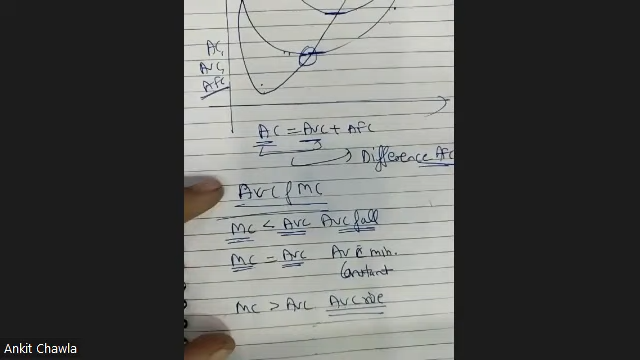 AC,
AVC,
AFC
AC = AVC + AFC
Difference AFC
AVC & MC
MC < AVC AVC fall
MC = AVC AVC min.
Constant
MC > AVC AVC rise
Ankit Chawla